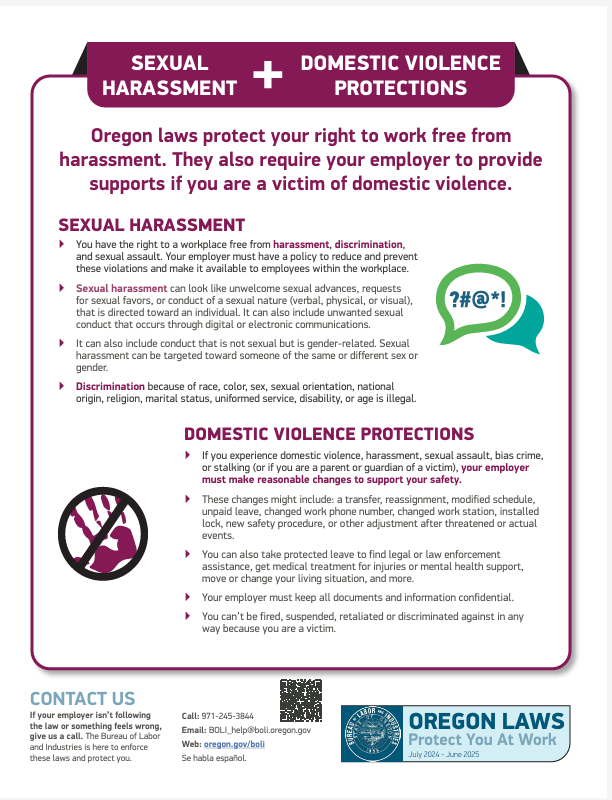 SEXUAL
HARASSMENT
+
DOMESTIC VIOLENCE
PROTECTIONS
Oregon laws protect your right to work free from
harassment. They also require your employer to provide
supports if you are a victim of domestic violence.
SEXUAL HARASSMENT
You have the right to a workplace free from harassment, discrimination,
and sexual assault. Your employer must have a policy to reduce and prevent
these violations and make it available to employees within the workplace.
Sexual harassment can look like unwelcome sexual advances, requests
for sexual favors, or conduct of a sexual nature (verbal, physical, or visual),
that is directed toward an individual. It can also include unwanted sexual
conduct that occurs through digital or electronic communications.
It can also include conduct that is not sexual but is gender-related. Sexual
harassment can be targeted toward someone of the same or different sex or
gender.
Discrimination because of race, color, sex, sexual orientation, national
origin, religion, marital status, uniformed service, disability, or age is illegal.
?#@*!
DOMESTIC VIOLENCE PROTECTIONS
If you experience domestic violence, harassment, sexual assault, bias crime,
or stalking (or if you are a parent or guardian of a victim), your employer
must make reasonable changes to support your safety.
These changes might include: a transfer, reassignment, modified schedule,
unpaid leave, changed work phone number, changed work station, installed
lock, new safety procedure, or other adjustment after threatened or actual
events.
You can also take protected leave to find legal or law enforcement
assistance, get medical treatment for injuries or mental health support,
move or change your living situation, and more.
Your employer must keep all documents and information confidential.
You can't be fired, suspended, retaliated or discriminated against in any
way because you are a victim.
CONTACT US
If your employer isn't following
the law or something feels wrong,
give us a call. The Bureau of Labor
and Industries is here to enforce
these laws and protect you.
Call: 971-245-3844
Email: BOLI_help@boli.oregon.gov
Web: oregon.gov/boli
Se habla español.
BUREAU OF LABOR AND INDUSTRIES
OREGON LAWS
Protect You At Work
July 2024 - June 2025